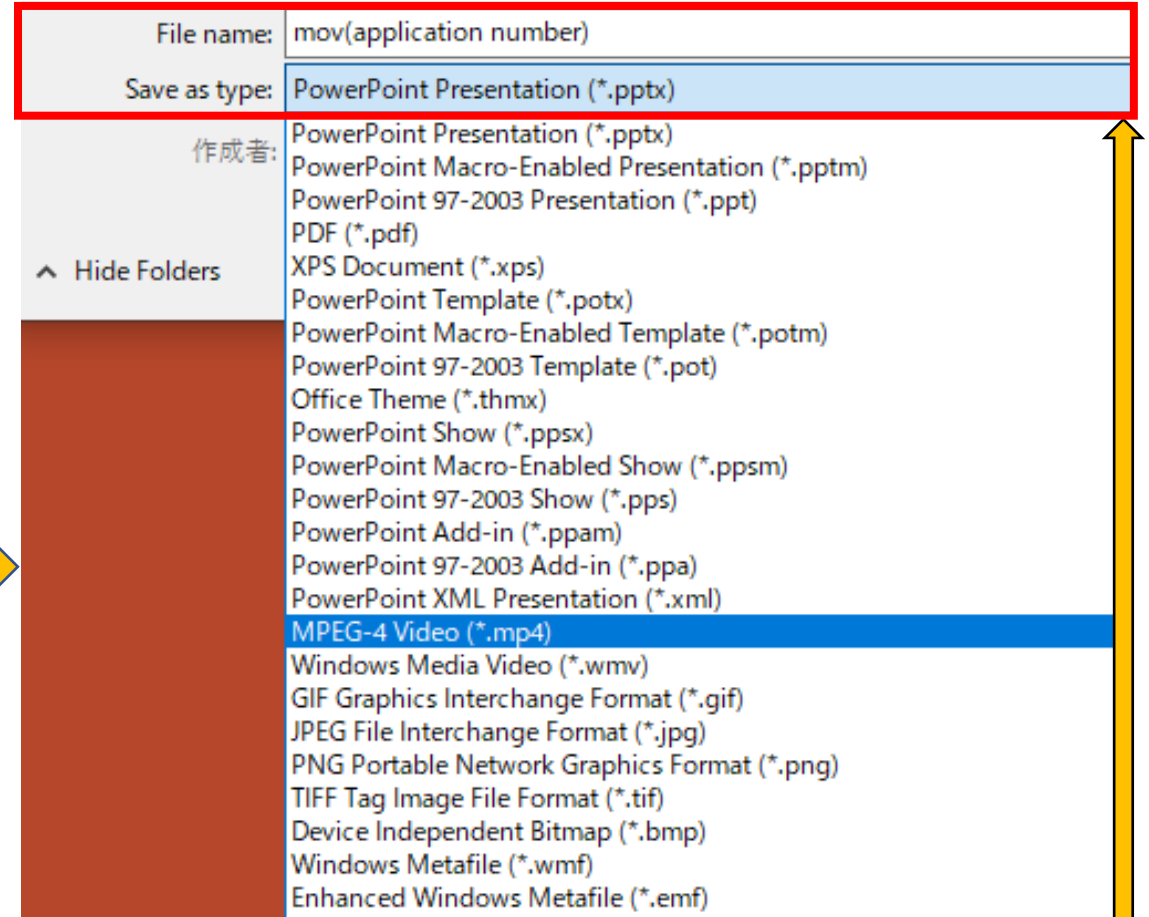 File name: mov(application number)
Save as type: PowerPoint Presentation (*.pptx)
作成者:
PowerPoint Presentation (*.pptx)
PowerPoint Macro-Enabled Presentation (*.pptm)
PowerPoint 97-2003 Presentation (*.ppt)
PDF (*.pdf)
Hide Folders
XPS Document (*.xps)
PowerPoint Template (*.potx)
PowerPoint Macro-Enabled Template (*.potm)
PowerPoint 97-2003 Template (*.pot)
Office Theme (*.thmx)
PowerPoint Show (*.ppsx)
PowerPoint Macro-Enabled Show (*.ppsm)
PowerPoint 97-2003 Show (*.pps)
PowerPoint Add-in (*.ppam)
PowerPoint 97-2003 Add-in (*.ppa)
PowerPoint XML Presentation (*.xml)
MPEG-4 Video (*.mp4)
Windows Media Video (*.wmv)
GIF Graphics Interchange Format (*.gif)
JPEG File Interchange Format (*.jpg)
PNG Portable Network Graphics Format (*.png)
TIFF Tag Image File Format (*.tif)
Device Independent Bitmap (*.bmp)
Windows Metafile (*.wmf)
Enhanced Windows Metafile (*.emf)